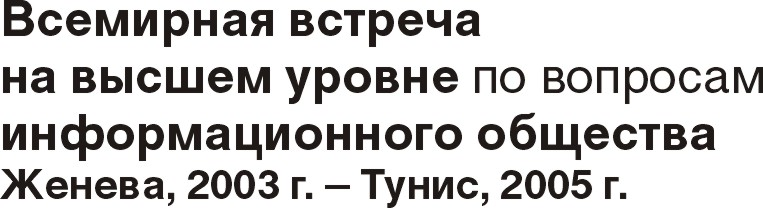 Всемирная встреча
на высшем уровне по вопросам
информационного общества
Женева, 2003 г. – Тунис, 2005 г.